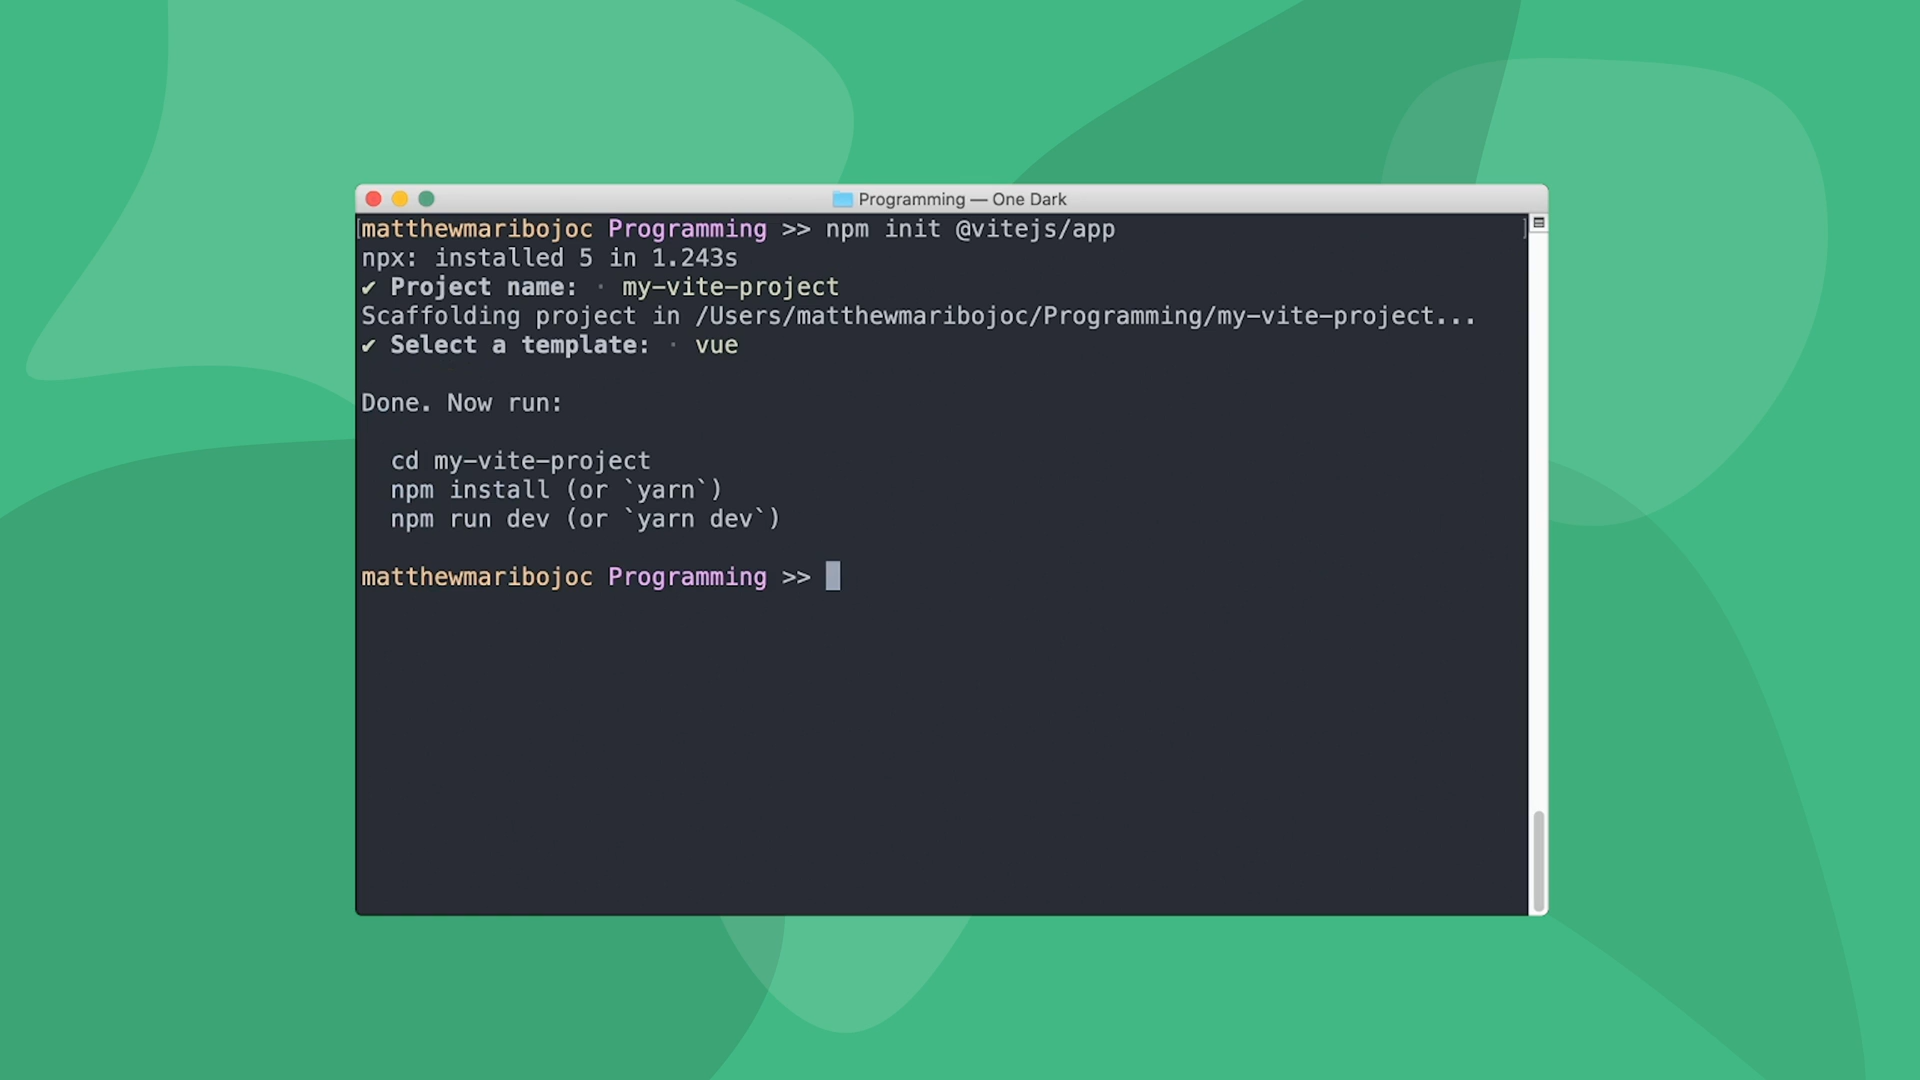 Programming — One Dark
matthewmaribojoc Programming >> npm init @vitejs/app
npx: installed 5 in 1.243s
✔ Project name: · my-vite-project
Scaffolding project in /Users/matthewmaribojoc/Programming/my-vite-project...
✔ Select a template: · vue
Done. Now run:
cd my-vite-project
npm install (or `yarn`)
npm run dev (or `yarn dev`)
matthewmaribojoc Programming >>